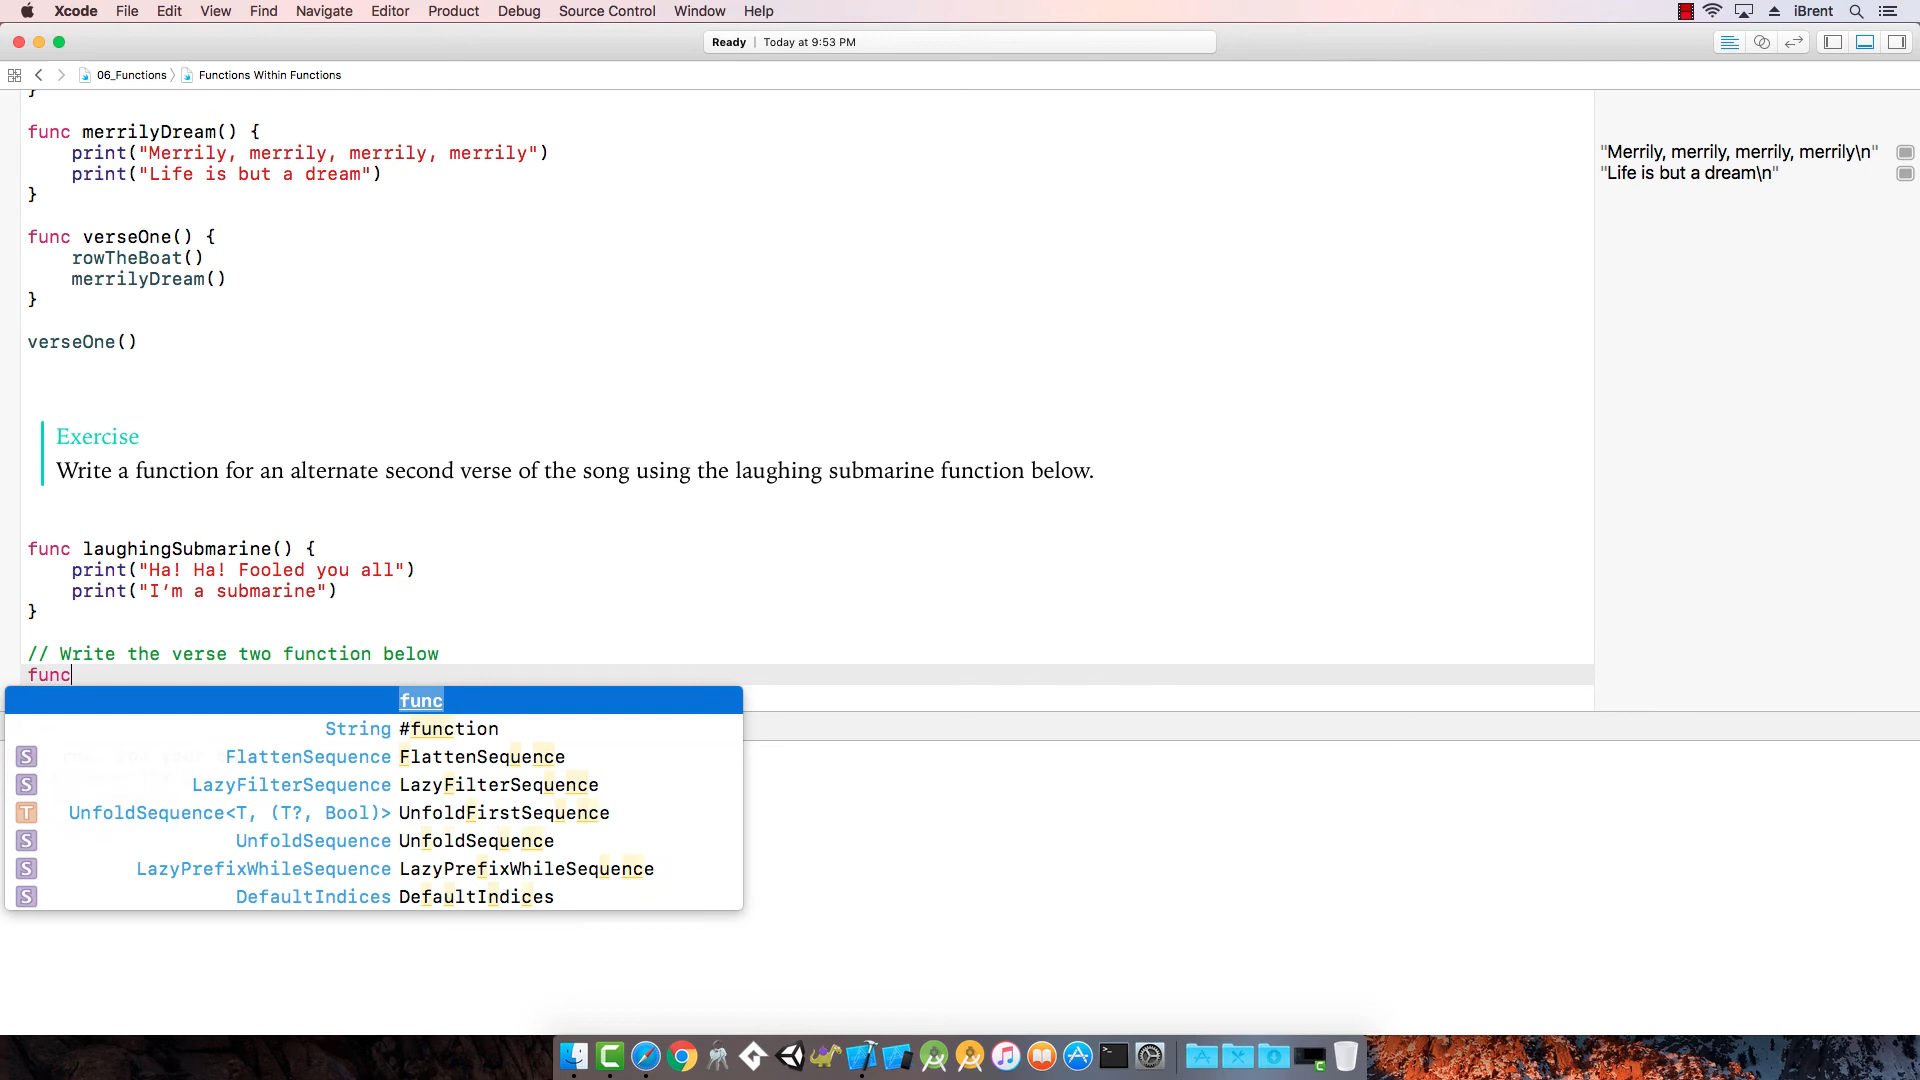 Xcode File Edit View Find Navigate Editor Product Debug Source Control Window Help iBrent
Ready Today at 9:53 PM
06_Functions Functions Within Functions
}
func merrilyDream() {
print("Merrily, merrily, merrily, merrily")
"Merrily, merrily, merrily, merrily\n"
print("Life is but a dream")
"Life is but a dream\n"
}
func verseOne() {
rowTheBoat()
merrilyDream()
}
verseOne()
Exercise
Write a function for an alternate second verse of the song using the laughing submarine function below.
func laughingSubmarine() {
print("Ha! Ha! Fooled you all")
print("I’m a submarine")
}
// Write the verse two function below
func
func
String #function
S FlattenSequence FlattenSequence
S LazyFilterSequence LazyFilterSequence
T UnfoldSequence<T, (T?, Bool)> UnfoldFirstSequence
S UnfoldSequence UnfoldSequence
S LazyPrefixWhileSequence LazyPrefixWhileSequence
S DefaultIndices DefaultIndices